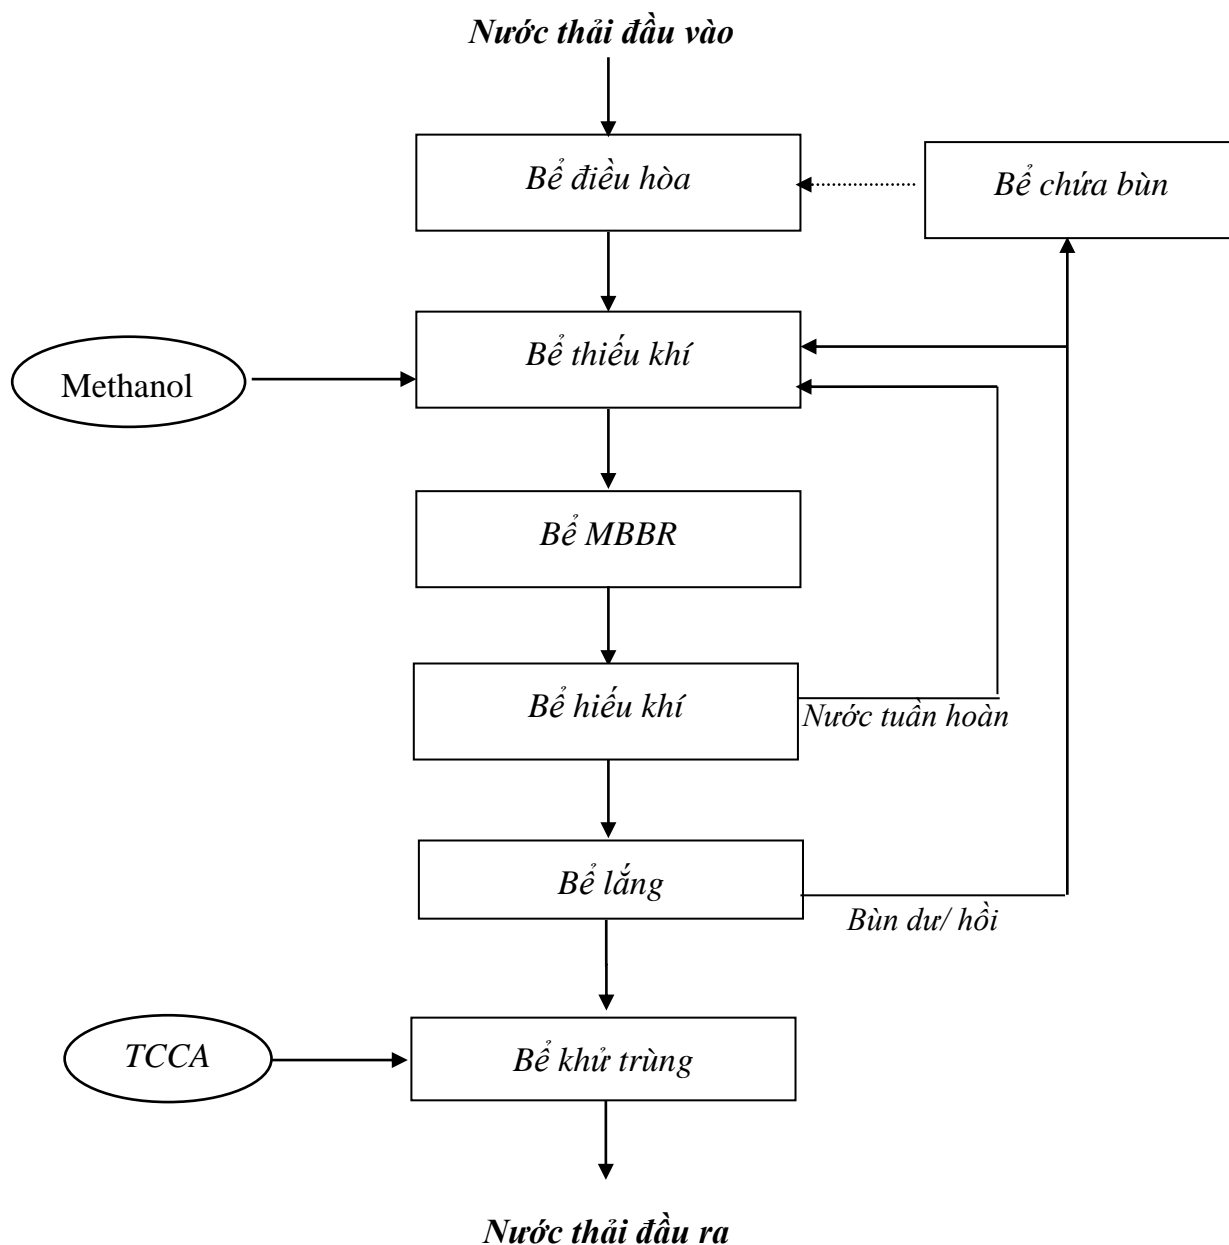 Nước thải đầu vào
Bể điều hòa
Bể chứa bùn
Bể thiếu khí
Methanol
Bể MBBR
Bể hiếu khí
Nước tuần hoàn
Bể lắng
Bùn dư/ hồi
TCCA
Bể khử trùng
Nước thải đầu ra